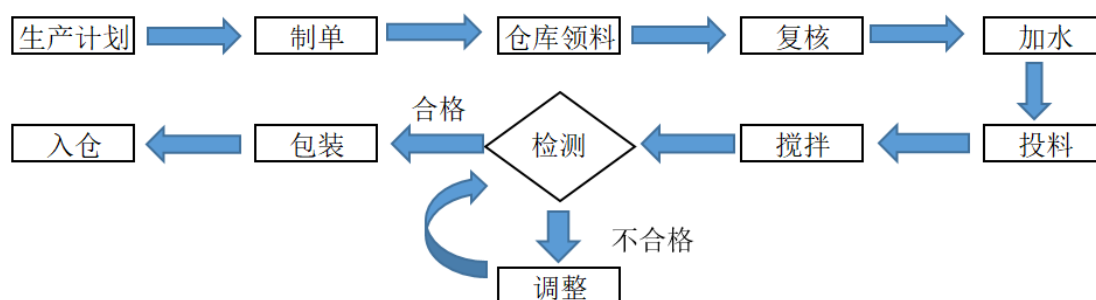 生产计划
制单
仓库领料
复核
加水
投料
搅拌
检测
合格
包装
入仓
不合格
调整